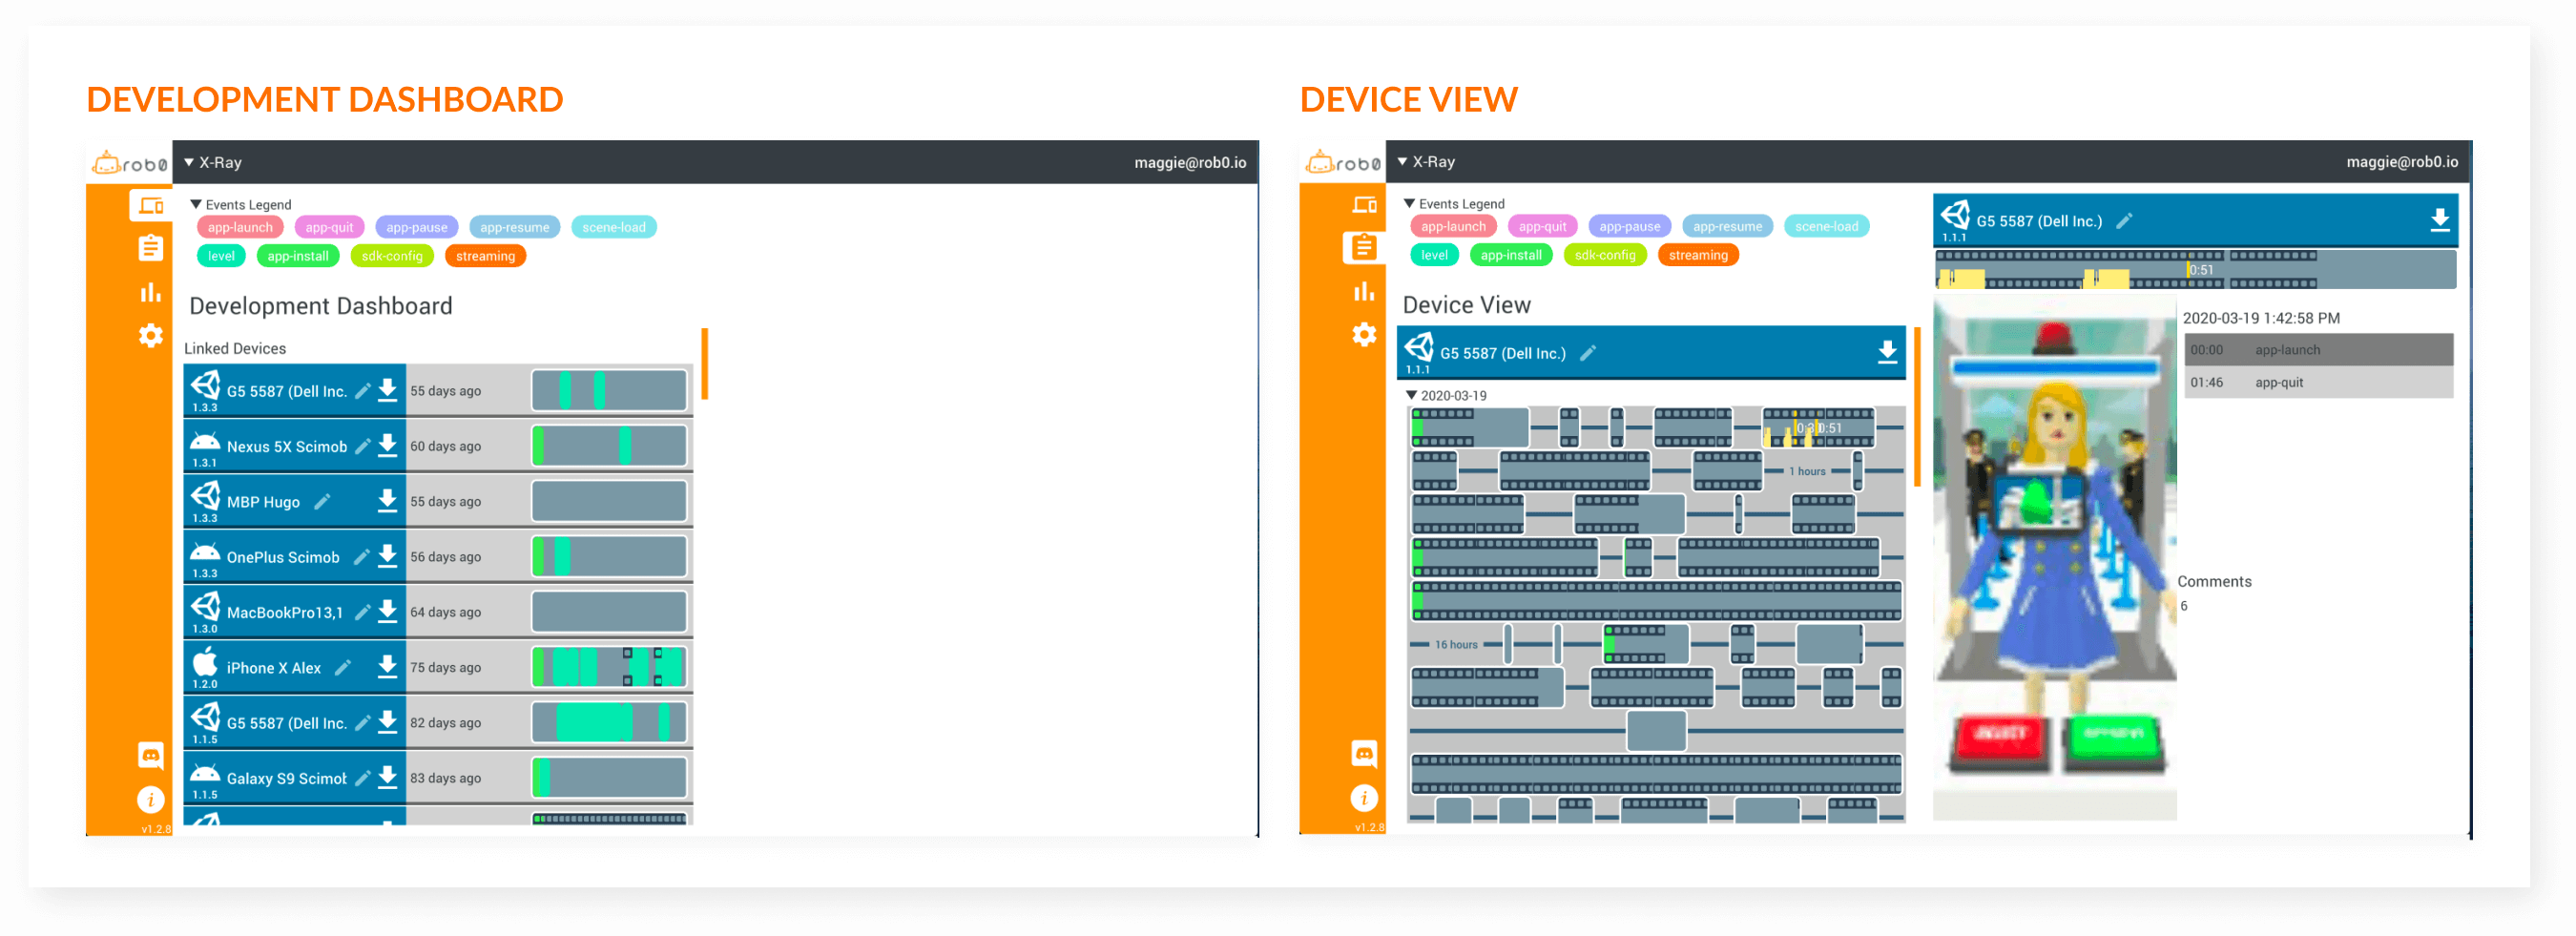 DEVELOPMENT DASHBOARD
rob0
▼ X-Ray
maggie@rob0.io
▼ Events Legend
app-launch app-quit app-pause app-resume scene-load
level app-install sdk-config streaming
Development Dashboard
Linked Devices
G5 5587 (Dell Inc.
1.3.3
55 days ago
Nexus 5X Scimob
1.3.1
60 days ago
MBP Hugo
1.3.3
55 days ago
OnePlus Scimob
1.3.3
56 days ago
MacBookPro13,1
1.3.0
64 days ago
iPhone X Alex
1.2.0
75 days ago
G5 5587 (Dell Inc.
1.1.5
82 days ago
Galaxy S9 Scimob
1.1.5
83 days ago
i
v1.2.8
DEVICE VIEW
rob0
▼ X-Ray
maggie@rob0.io
▼ Events Legend
app-launch app-quit app-pause app-resume scene-load
level app-install sdk-config streaming
Device View
G5 5587 (Dell Inc.)
1.1.1
▼ 2020-03-19
0:51
1 hours
16 hours
i
v1.2.8
G5 5587 (Dell Inc.)
1.1.1
0:51
2020-03-19 1:42:58 PM
00:00 app-launch
01:46 app-quit
Comments
6